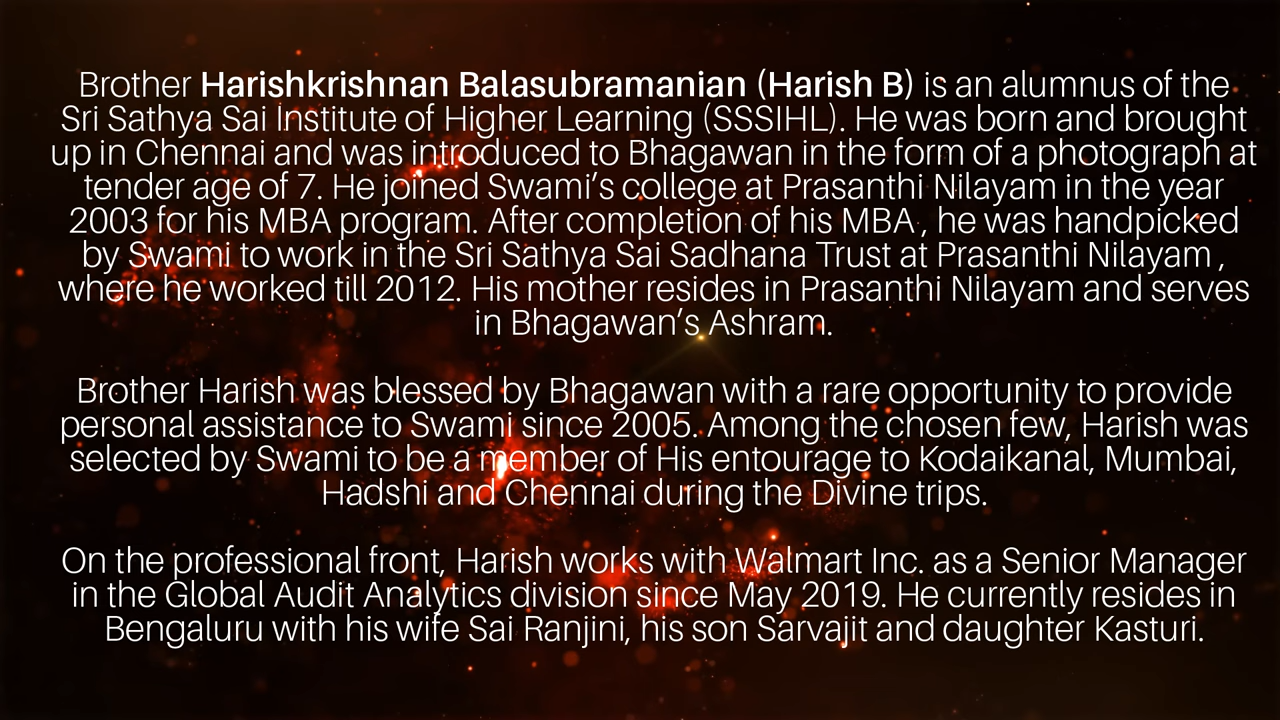 Brother Harishkrishnan Balasubramanian (Harish B) is an alumnus of the
Sri Sathya Sai Institute of Higher Learning (SSSIHL). He was born and brought
up in Chennai and was introduced to Bhagawan in the form of a photograph at
tender age of 7. He joined Swami's college at Prasanthi Nilayam in the year
2003 for his MBA program. After completion of his MBA , he was handpicked
by Swami to work in the Sri Sathya Sai Sadhana Trust at Prasanthi Nilayam ,
where he worked till 2012. His mother resides in Prasanthi Nilayam and serves
in Bhagawan's Ashram.
Brother Harish was blessed by Bhagawan with a rare opportunity to provide
personal assistance to Swami since 2005. Among the chosen few, Harish was
selected by Swami to be a member of His entourage to Kodaikanal, Mumbai,
Hadshi and Chennai during the Divine trips.
On the professional front, Harish works with Walmart Inc. as a Senior Manager
in the Global Audit Analytics division since May 2019. He currently resides in
Bengaluru with his wife Sai Ranjini, his son Sarvajit and daughter Kasturi.